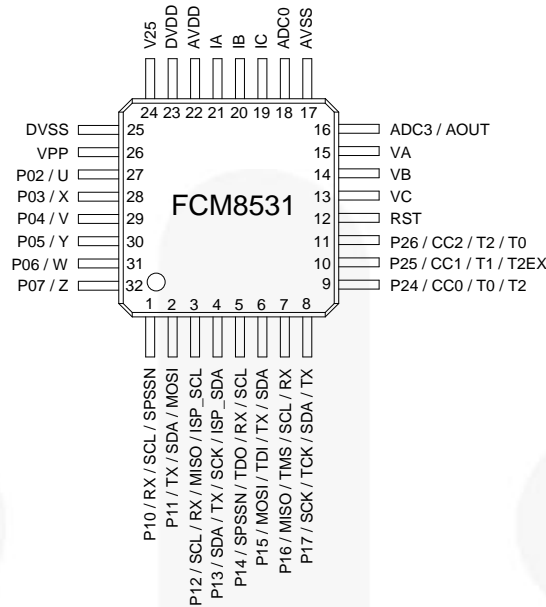 V25
DVDD
AVDD
IA
IB
IC
ADC0
AVSS
24 23 22 21 20 19 18 17
DVSS 25
VPP 26
P02 / U 27
P03 / X 28
P04 / V 29
P05 / Y 30
P06 / W 31
P07 / Z 32
FCM8531
16 ADC3 / AOUT
15 VA
14 VB
13 VC
12 RST
11 P26 / CC2 / T2 / T0
10 P25 / CC1 / T1 / T2EX
9 P24 / CC0 / T0 / T2
1 2 3 4 5 6 7 8
P10 / RX / SCL / SPSSN
P11 / TX / SDA / MOSI
P12 / SCL / RX / MISO / ISP_SCL
P13 / SDA / TX / SCK / ISP_SDA
P14 / SPSSN / TDO / RX / SCL
P15 / MOSI / TDI / TX / SDA
P16 / MISO / TMS / SCL / RX
P17 / SCK / TCK / SDA / TX